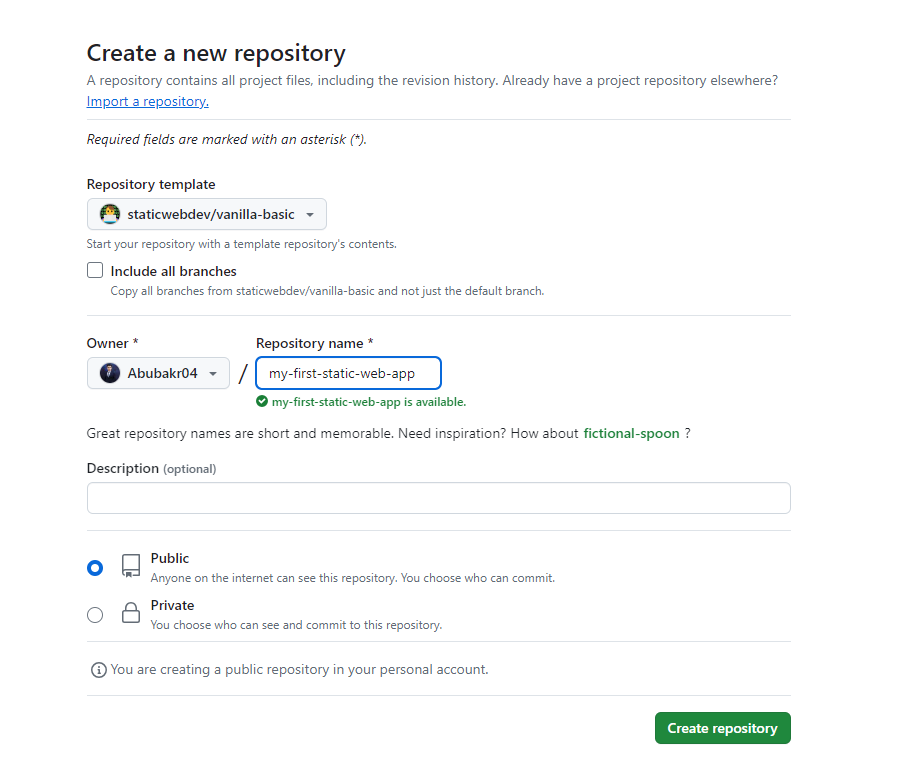 Create a new repository
A repository contains all project files, including the revision history. Already have a project repository elsewhere?
Import a repository.
Required fields are marked with an asterisk (*).
Repository template
staticwebdev/vanilla-basic
Start your repository with a template repository's contents.
Include all branches
Copy all branches from staticwebdev/vanilla-basic and not just the default branch.
Owner * Repository name *
Abubakr04 / my-first-static-web-app
my-first-static-web-app is available.
Great repository names are short and memorable. Need inspiration? How about fictional-spoon ?
Description (optional)
Public
Anyone on the internet can see this repository. You choose who can commit.
Private
You choose who can see and commit to this repository.
You are creating a public repository in your personal account.
Create repository